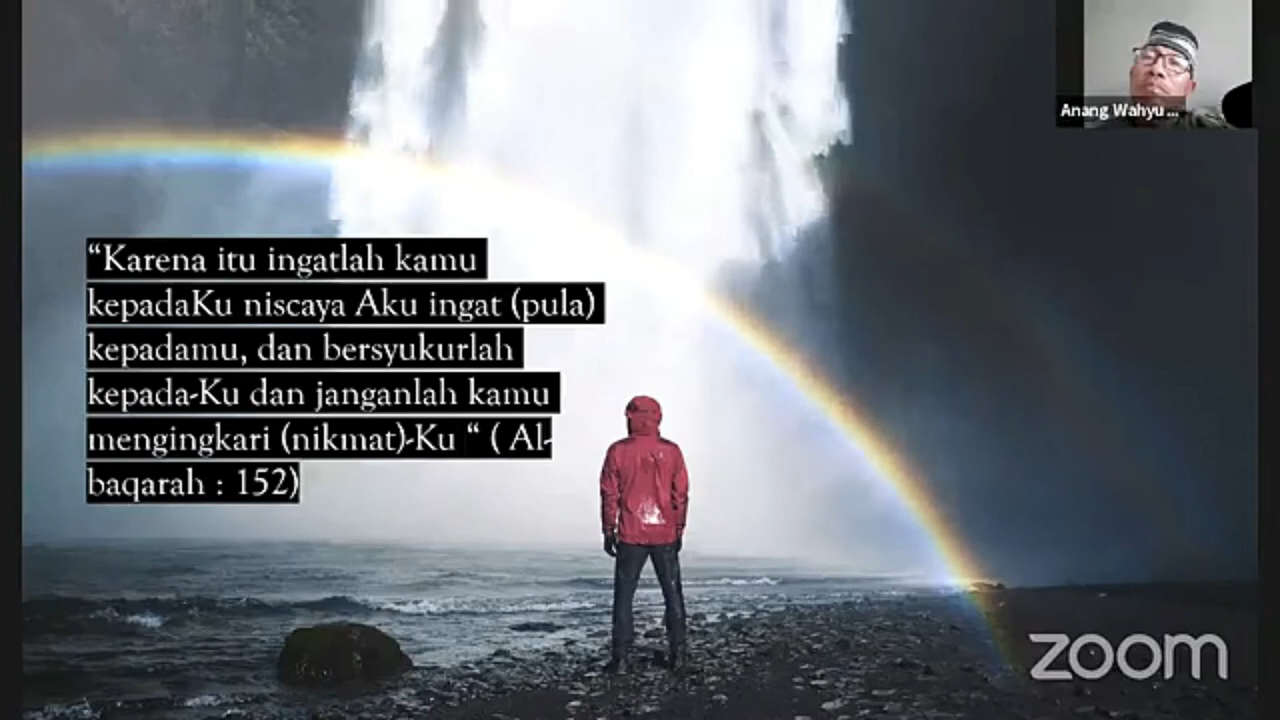 Anang Wahyu...
“Karena itu ingatlah kamu
kepadaKu niscaya Aku ingat (pula)
kepadamu, dan bersyukurlah
kepada-Ku dan janganlah kamu
mengingkari (nikmat)-Ku “ ( Al-
baqarah : 152)
zoom